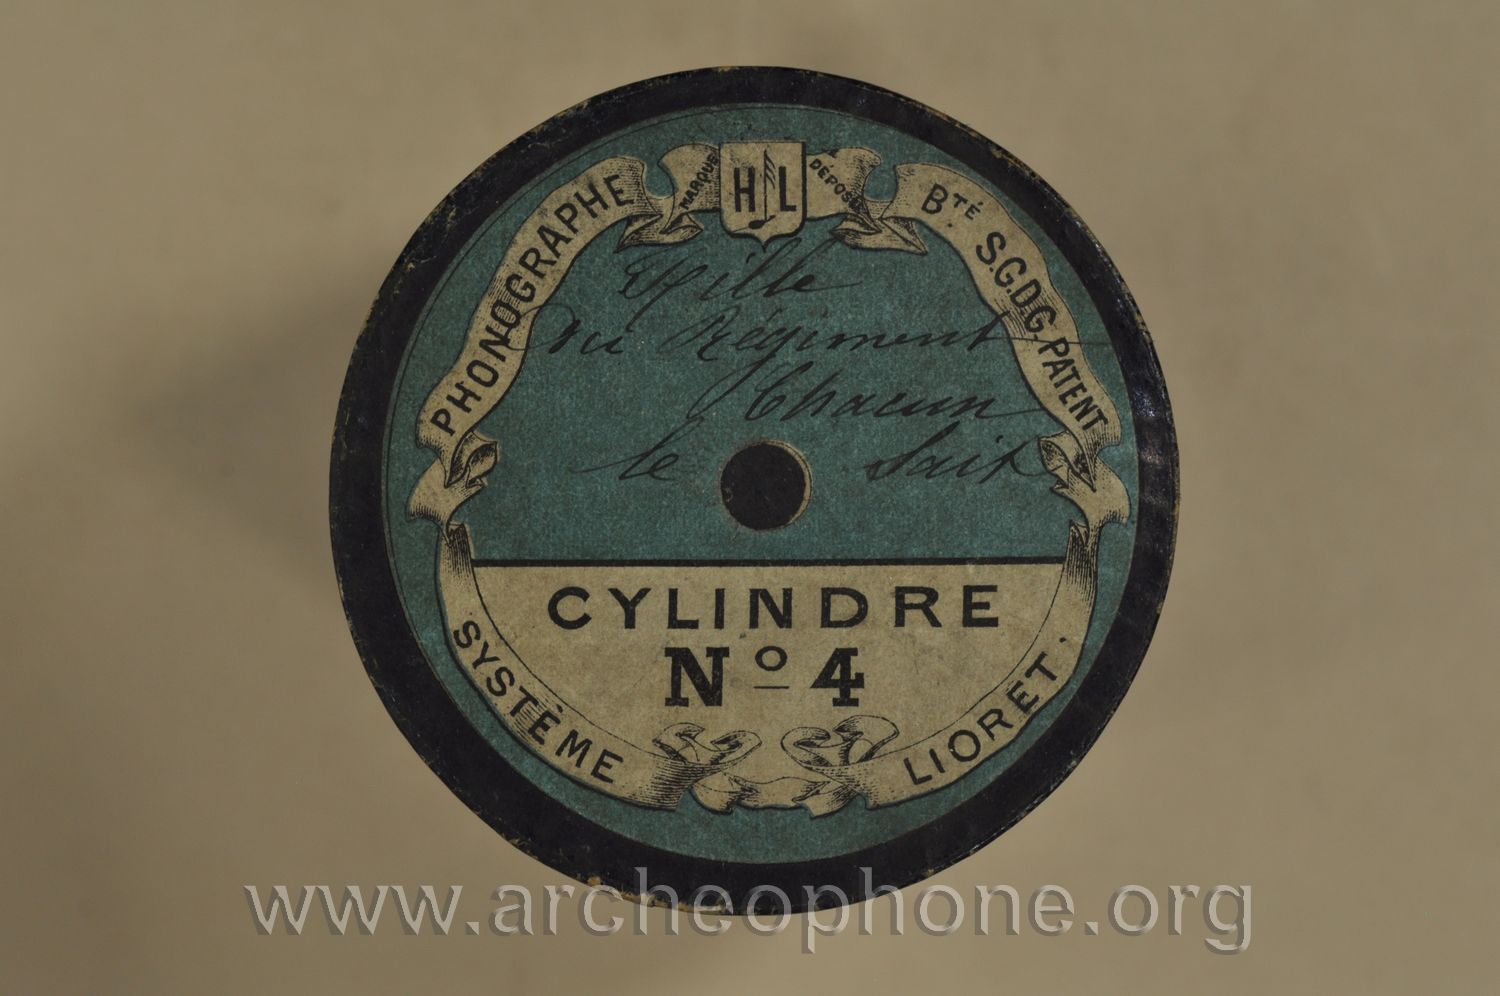 MARQUE HL DÉPOSÉE
PHONOGRAPHE
Bté S.G.D.G. PATENT
Fille
du Régiment
Chacun
le Sait
CYLINDRE
No 4
SYSTÈME LIORET.
www.archeophone.org